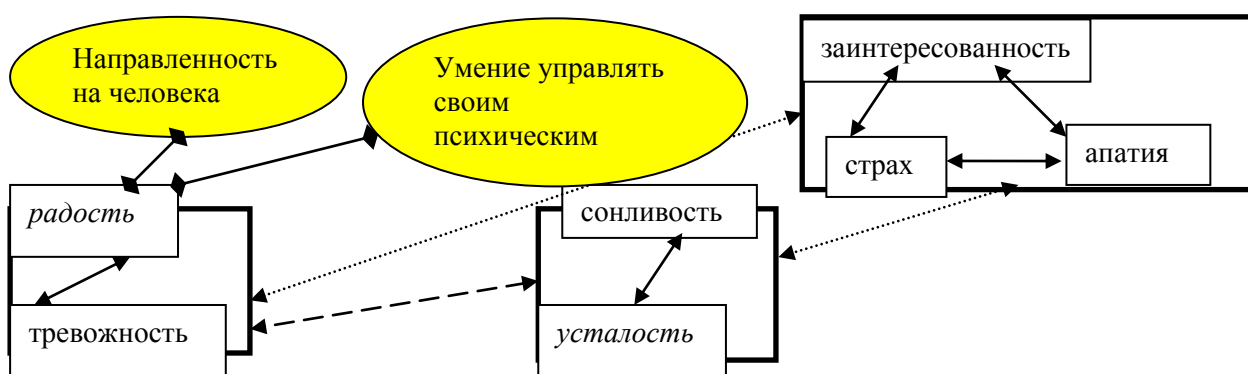 Направленность
на человека
Умение управлять
своим
психическим
заинтересованность
страх
апатия
радость
сонливость
тревожность
усталость